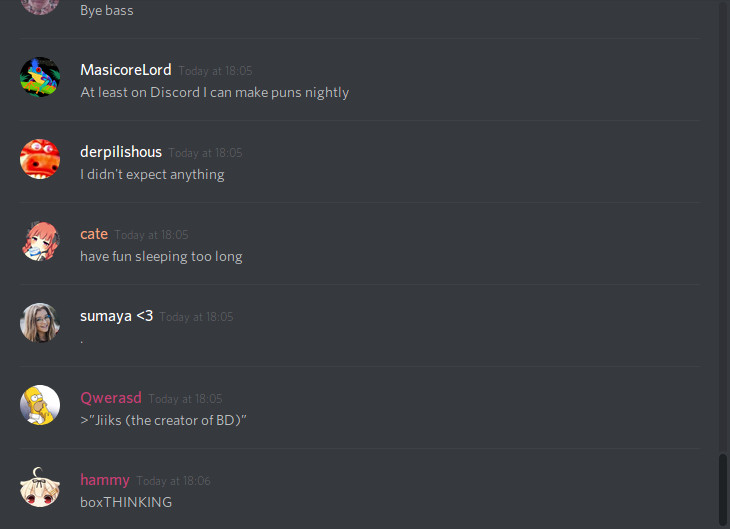 Bye bass
MasicoreLord Today at 18:05
At least on Discord I can make puns nightly
derpilishous Today at 18:05
I didn't expect anything
cate Today at 18:05
have fun sleeping too long
sumaya <3 Today at 18:05
.
Qwerasd Today at 18:05
>"Jiiks (the creator of BD)"
hammy Today at 18:06
boxTHINKING